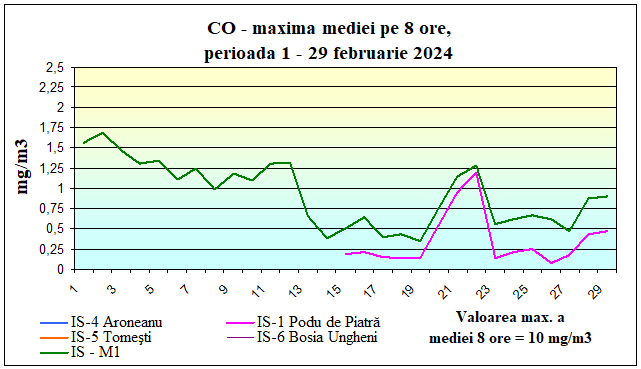 CO - maxima mediei pe 8 ore,
perioada 1 - 29 februarie 2024
mg/m3
2,5
2,25
2
1,75
1,5
1,25
1
0,75
0,5
0,25
0
1 3 5 7 9 11 13 15 17 19 21 23 25 27 29
IS-4 Aroneanu IS-1 Podu de Piatră
IS-5 Tomeşti IS-6 Bosia Ungheni
IS - M1
Valoarea max. a
mediei 8 ore = 10 mg/m3